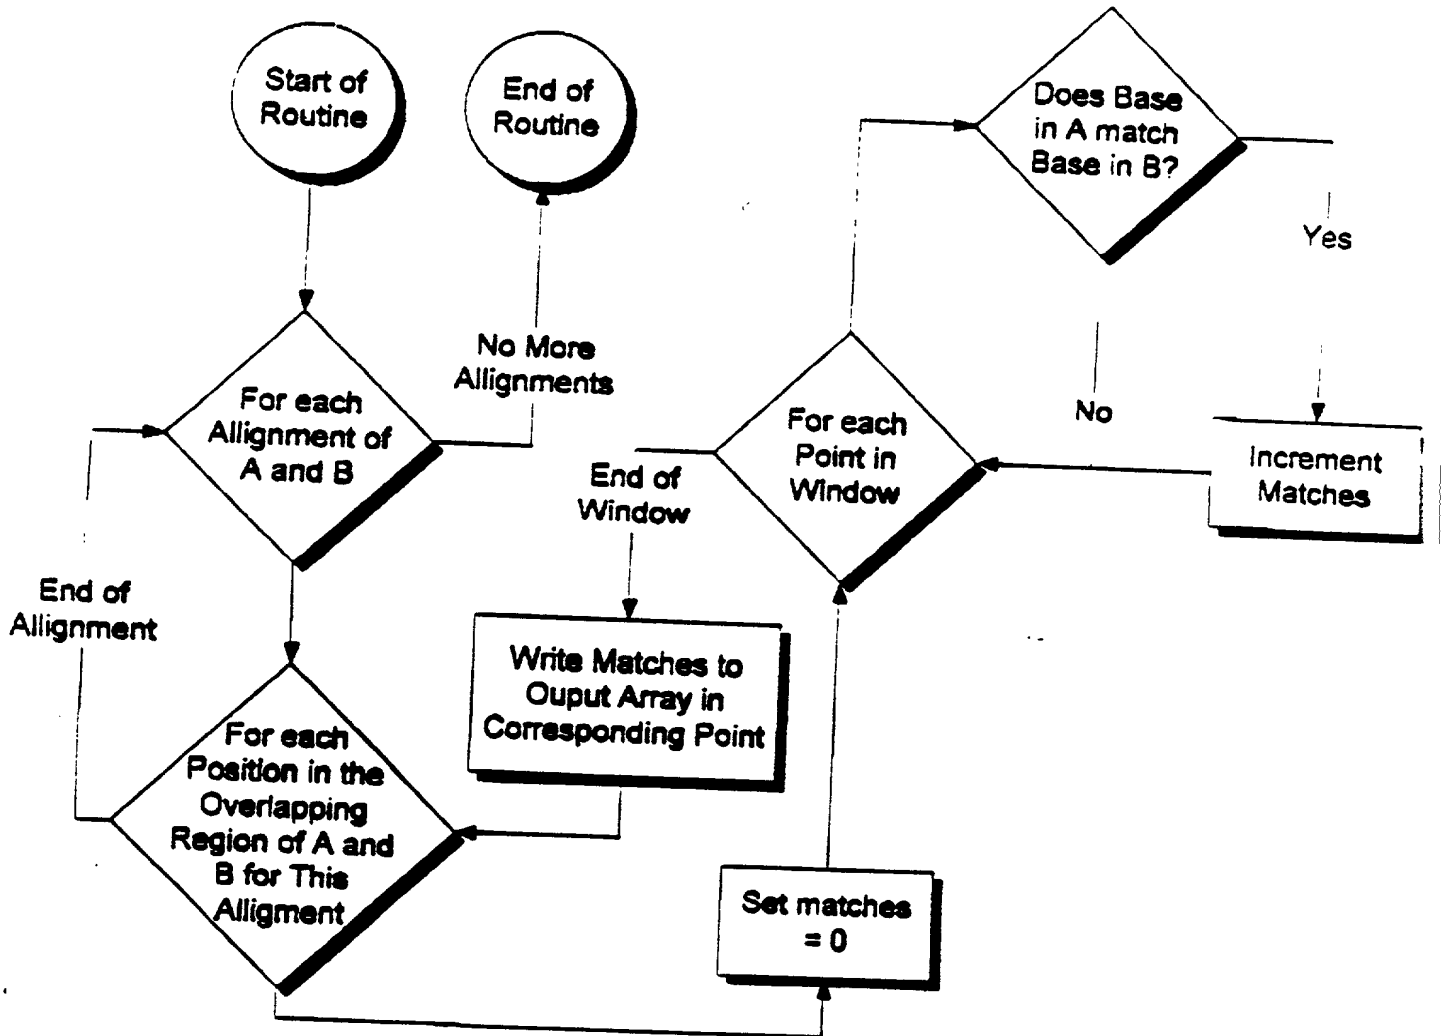 Start of
Routine
End of
Routine
Does Base
in A match
Base in B?
Yes
No More
Allignments
For each
Allignment of
A and B
No
For each
Point in
Window
Increment
Matches
End of
Window
End of
Allignment
Write Matches to
Ouput Array in
Corresponding Point
For each
Position in the
Overlapping
Region of A and
B for This
Alligment
Set matches
= 0